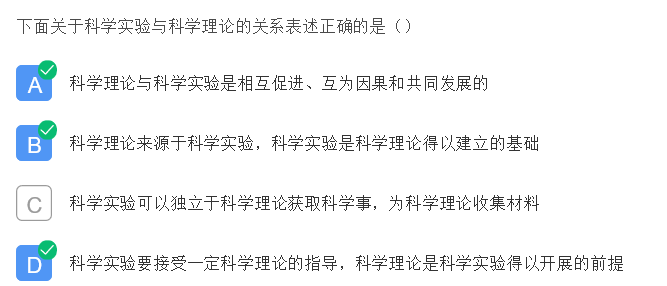 下面关于科学实验与科学理论的关系表述正确的是（）
A 科学理论与科学实验是相互促进、互为因果和共同发展的
B 科学理论来源于科学实验，科学实验是科学理论得以建立的基础
C 科学实验可以独立于科学理论获取科学事，为科学理论收集材料
D 科学实验要接受一定科学理论的指导，科学理论是科学实验得以开展的前提